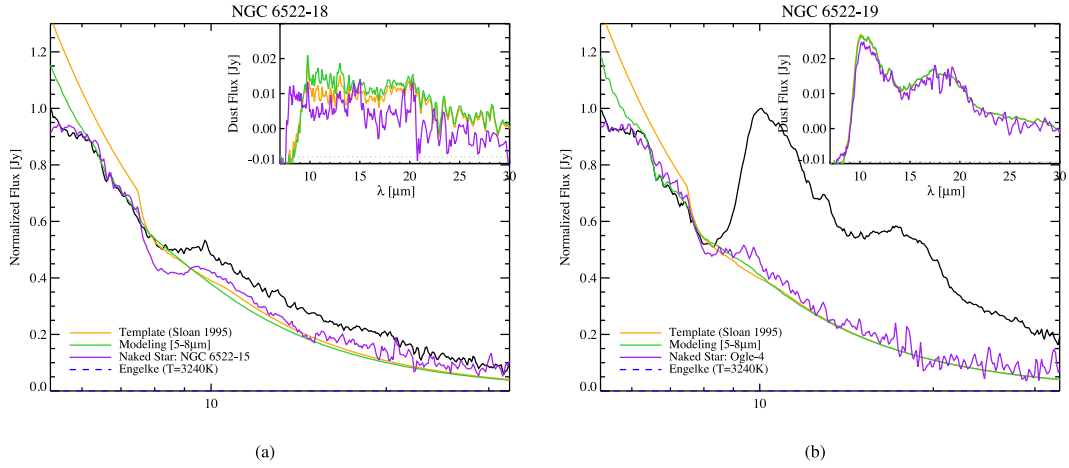 NGC 6522-18
Normalized Flux [Jy]
1.2
1.0
0.8
0.6
0.4
0.2
0.0
10
Dust Flux [Jy]
0.02
0.01
0.00
-0.01
10
15
20
25
30
λ [μm]
Template (Sloan 1995)
Modeling [5-8μm]
Naked Star: NGC 6522-15
Engelke (T=3240K)
(a)
NGC 6522-19
Normalized Flux [Jy]
1.2
1.0
0.8
0.6
0.4
0.2
0.0
10
Dust Flux [Jy]
0.02
0.01
0.00
-0.01
10
15
20
25
30
λ [μm]
Template (Sloan 1995)
Modeling [5-8μm]
Naked Star: Ogle-4
Engelke (T=3240K)
(b)